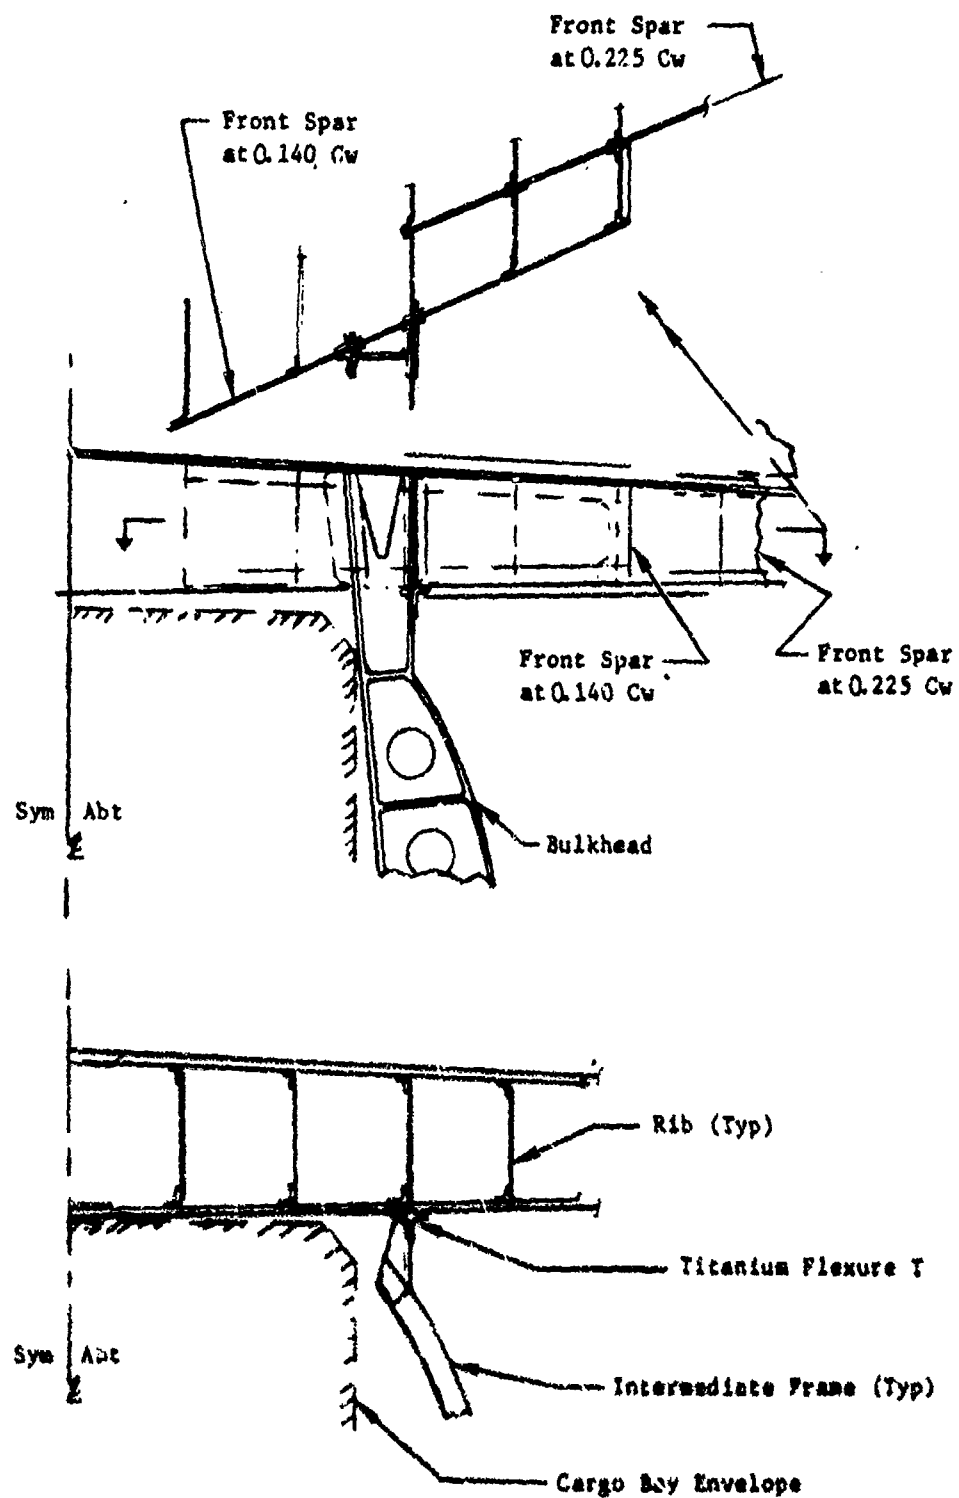 Front Spar
at 0.225 Cw
Front Spar
at 0.140 Cw
Front Spar
at 0.140 Cw
Front Spar
at 0.225 Cw
Sym Abt
Bulkhead
Rib (Typ)
Titanium Flexure T
Sym Abt
Intermediate Frame (Typ)
Cargo Bay Envelope